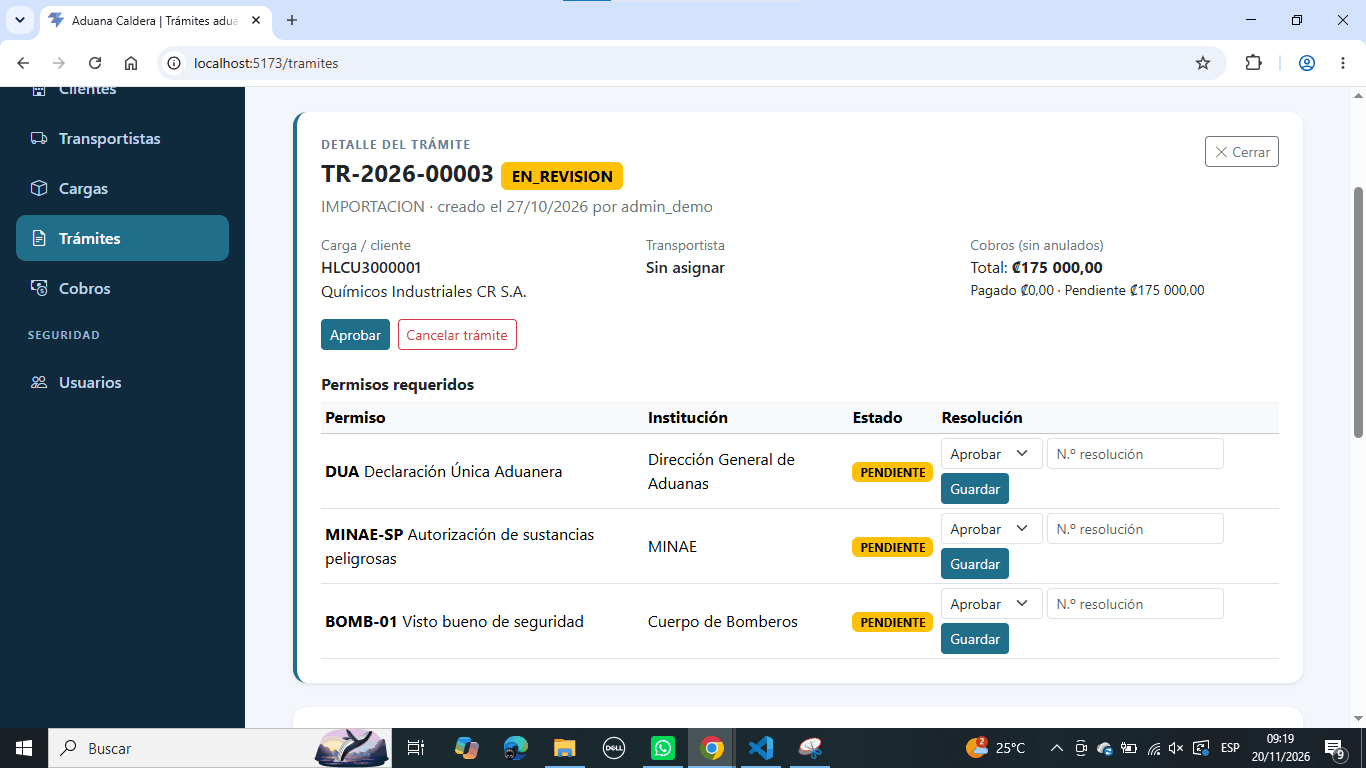 Aduana Caldera | Trámites adua
localhost:5173/tramites
Clientes
Transportistas
Cargas
Trámites
Cobros
SEGURIDAD
Usuarios
DETALLE DEL TRÁMITE
Cerrar
TR-2026-00003 EN_REVISION
IMPORTACION · creado el 27/10/2026 por admin_demo
Carga / cliente
HLCU3000001
Químicos Industriales CR S.A.
Transportista
Sin asignar
Cobros (sin anulados)
Total: ₡175 000,00
Pagado ₡0,00 · Pendiente ₡175 000,00
Aprobar
Cancelar trámite
Permisos requeridos
Permiso Institución Estado Resolución
DUA Declaración Única Aduanera
Dirección General de
Aduanas
PENDIENTE
Aprobar N.º resolución
Guardar
MINAE-SP Autorización de sustancias
peligrosas
MINAE
PENDIENTE
Aprobar N.º resolución
Guardar
BOMB-01 Visto bueno de seguridad
Cuerpo de Bomberos
PENDIENTE
Aprobar N.º resolución
Guardar
Buscar
DELL
2
25°C
ESP
09:19
20/11/2026
9